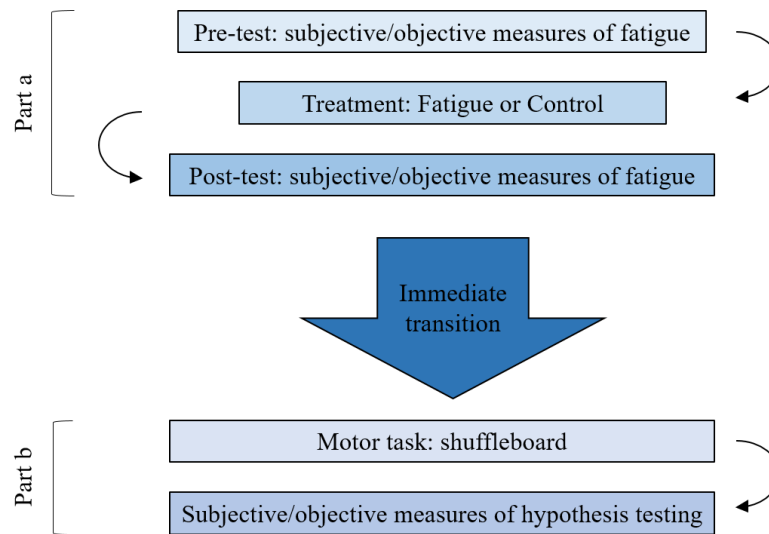 Part a
Pre-test: subjective/objective measures of fatigue
Treatment: Fatigue or Control
Post-test: subjective/objective measures of fatigue
Immediate
transition
Part b
Motor task: shuffleboard
Subjective/objective measures of hypothesis testing